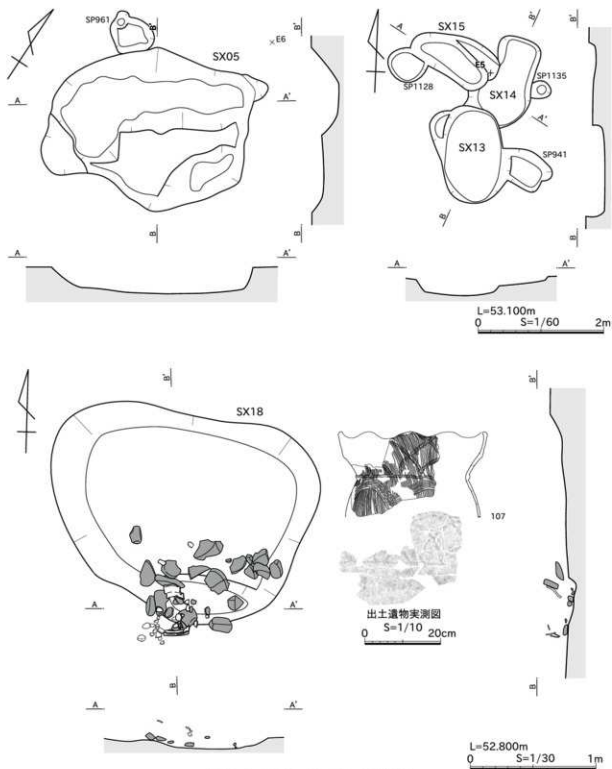 SP961
B'
SX05
E6
B'
A
A'
B
B
A
A'
A
SX15
B'
B'
E5
SP1128
SX14
SP1135
A'
SX13
SP941
B
B
A
A'
L=53.100m
0 S=1/60 2m
B'
SX18
B'
107
A
A'
出土遺物実測図
S=1/10
0 20cm
B
B
A
A'
L=52.800m
0 S=1/30 1m